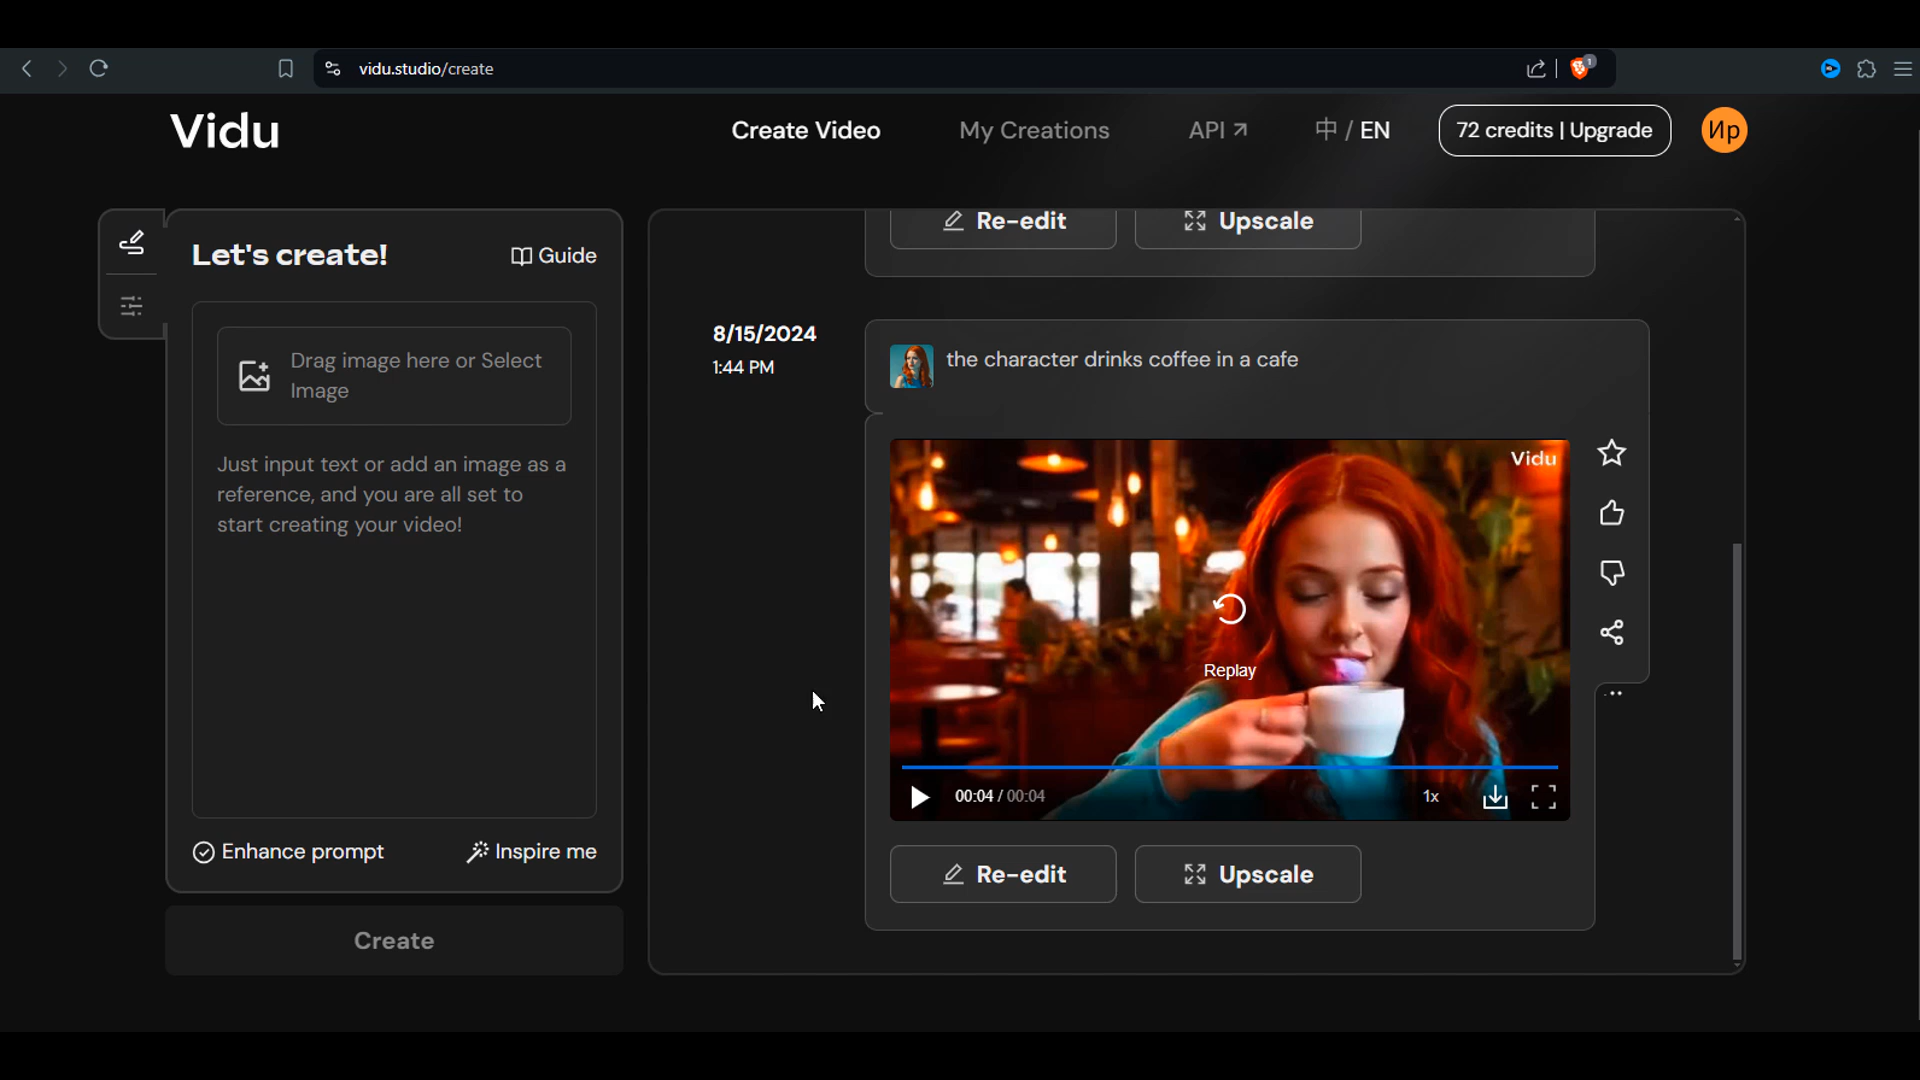 vidu.studio/create
1
Vidu
Create Video
My Creations
API
中 / EN
72 credits | Upgrade
Ир
Let's create!
Guide
Drag image here or Select
Image
Just input text or add an image as a
reference, and you are all set to
start creating your video!
Enhance prompt
Inspire me
Create
Re-edit
Upscale
8/15/2024
1:44 PM
the character drinks coffee in a cafe
Vidu
Replay
00:04 / 00:04
1x
Re-edit
Upscale